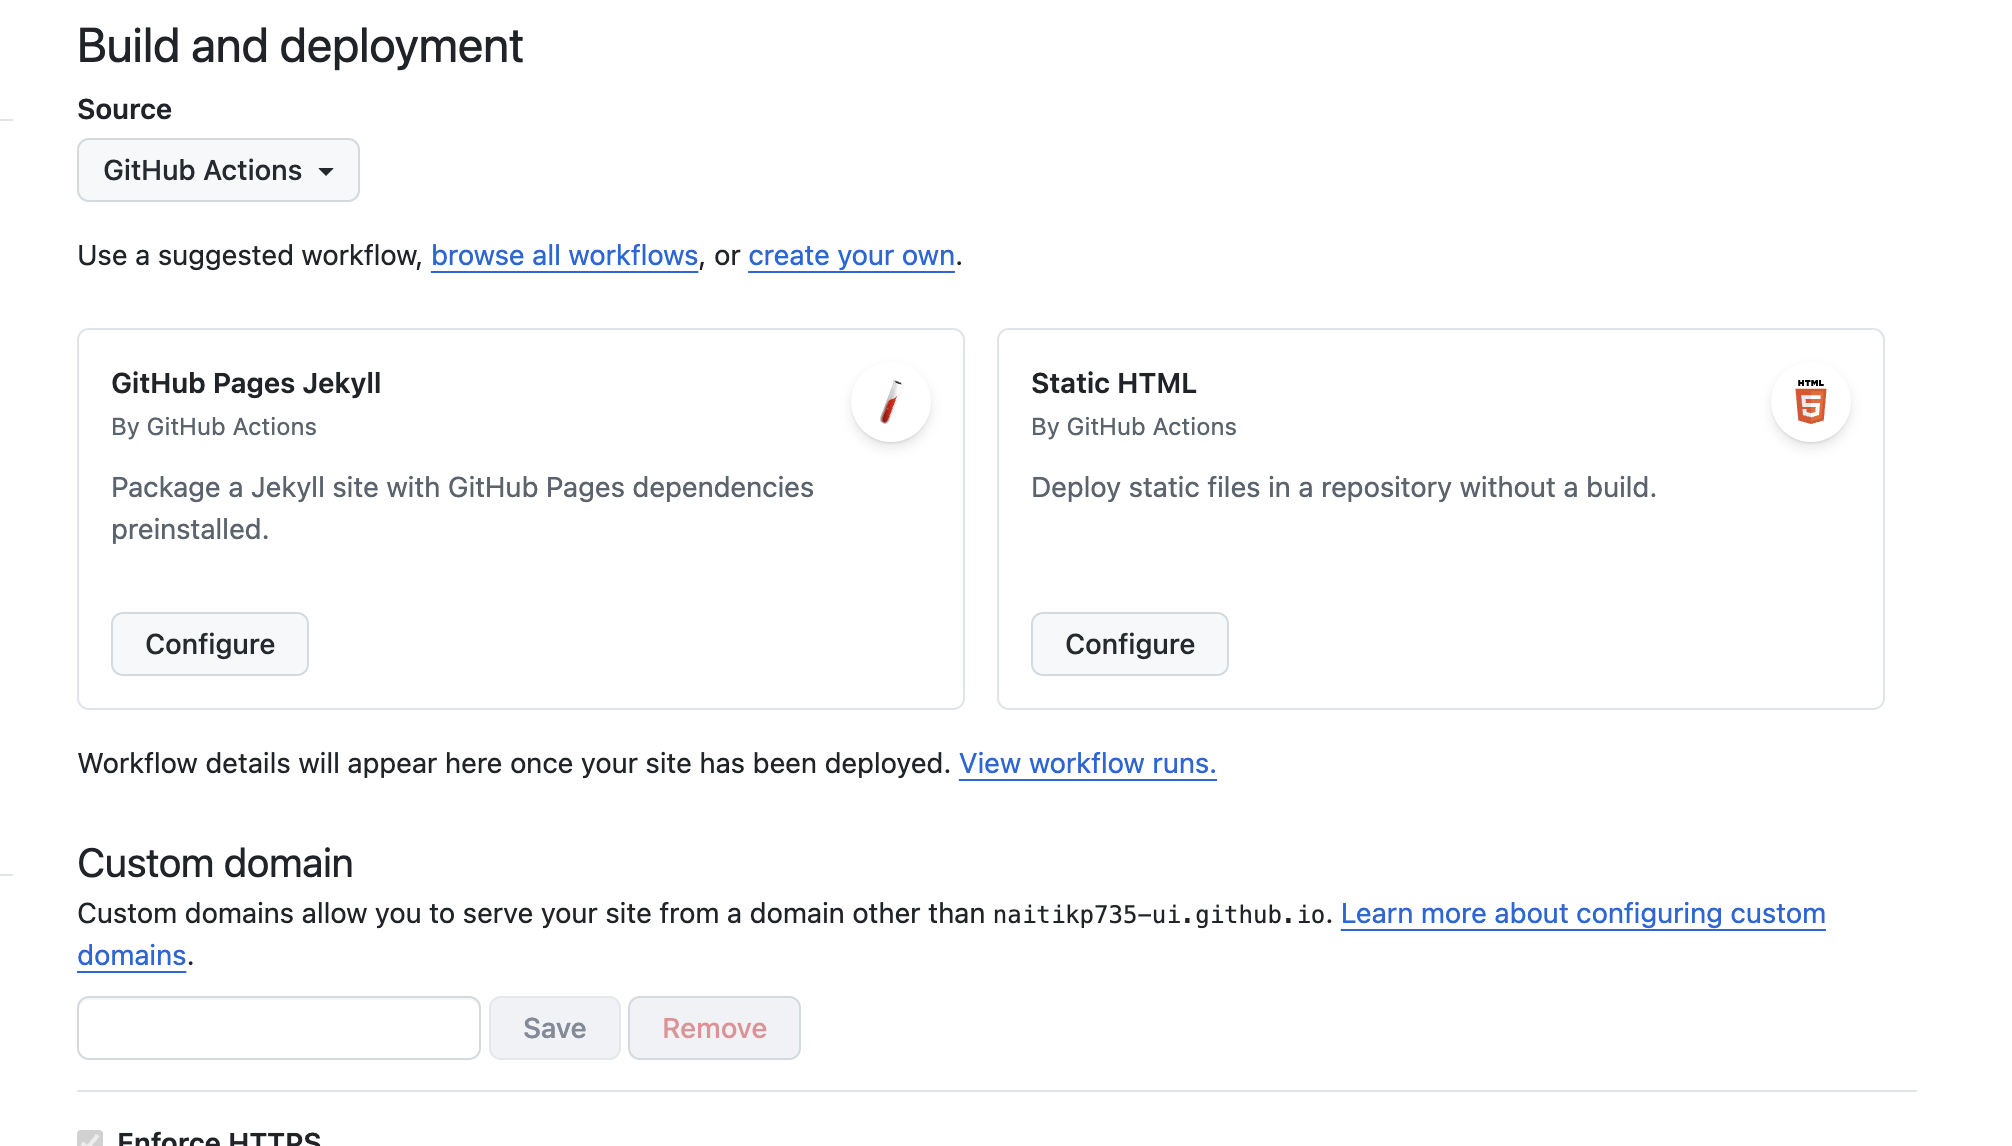 Build and deployment
Source
GitHub Actions
Use a suggested workflow, browse all workflows, or create your own.
GitHub Pages Jekyll
By GitHub Actions
Package a Jekyll site with GitHub Pages dependencies
preinstalled.
Configure
Static HTML
By GitHub Actions
Deploy static files in a repository without a build.
HTML
5
Configure
Workflow details will appear here once your site has been deployed. View workflow runs.
Custom domain
Custom domains allow you to serve your site from a domain other than naitikp735-ui.github.io. Learn more about configuring custom
domains.
Save
Remove
Enforce HTTPS